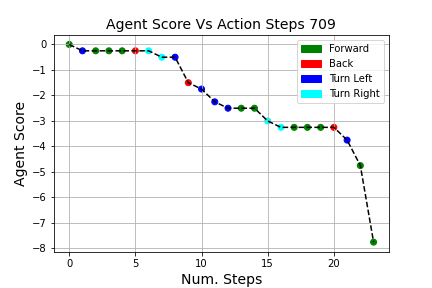 Agent Score Vs Action Steps 709
Agent Score
0
−1
−2
−3
−4
−5
−6
−7
−8
Forward
Back
Turn Left
Turn Right
0
5
10
15
20
Num. Steps